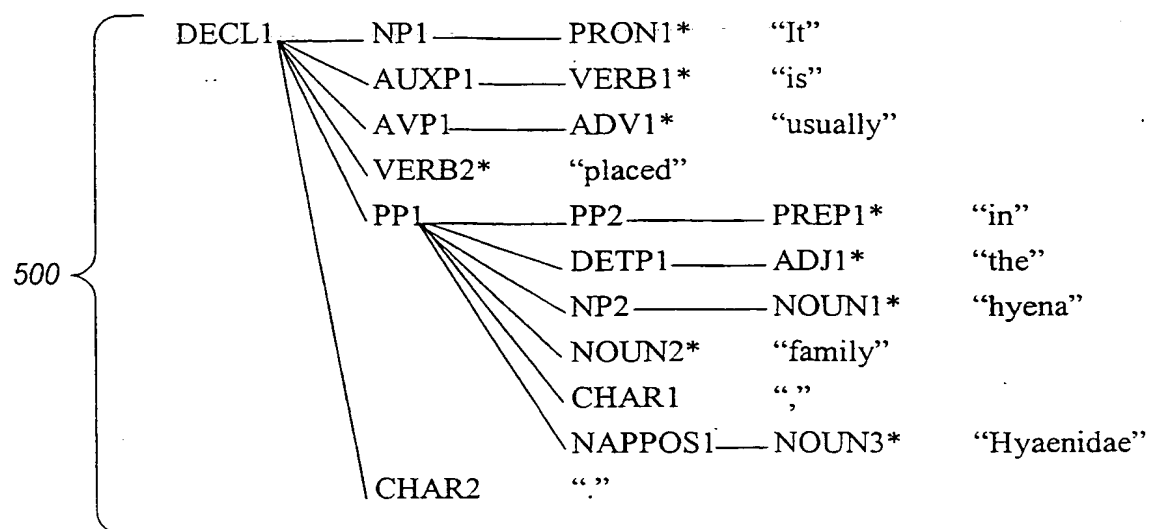 DECL1 NP1 PRON1* “It”
AUXP1 VERB1* “is”
AVP1 ADV1* “usually”
VERB2* “placed”
PP1 PP2 PREP1* “in”
DETP1 ADJ1* “the”
500 NP2 NOUN1* “hyena”
NOUN2* “family”
CHAR1 “,”
NAPPOS1 NOUN3* “Hyaenidae”
CHAR2 “.”